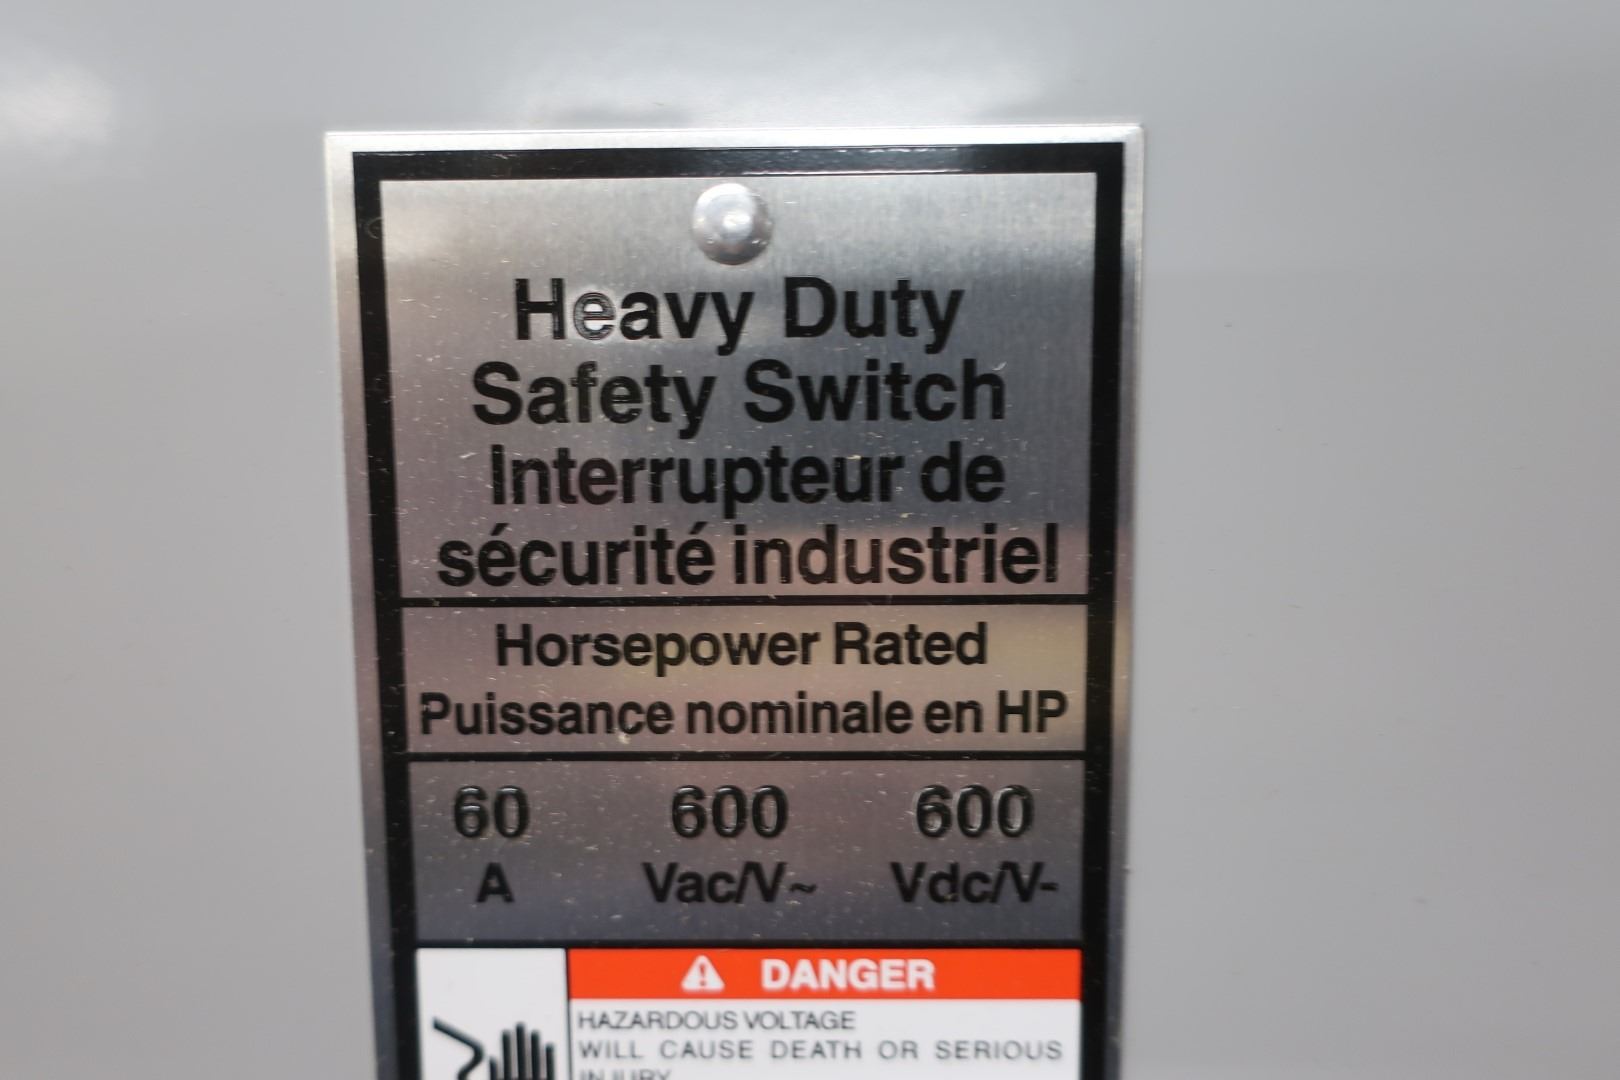 Heavy Duty
Safety Switch
Interrupteur de
sécurité industriel
Horsepower Rated
Puissance nominale en HP
60 600 600
A Vac/V~ Vdc/V-
DANGER
HAZARDOUS VOLTAGE
WILL CAUSE DEATH OR SERIOUS
INJURY